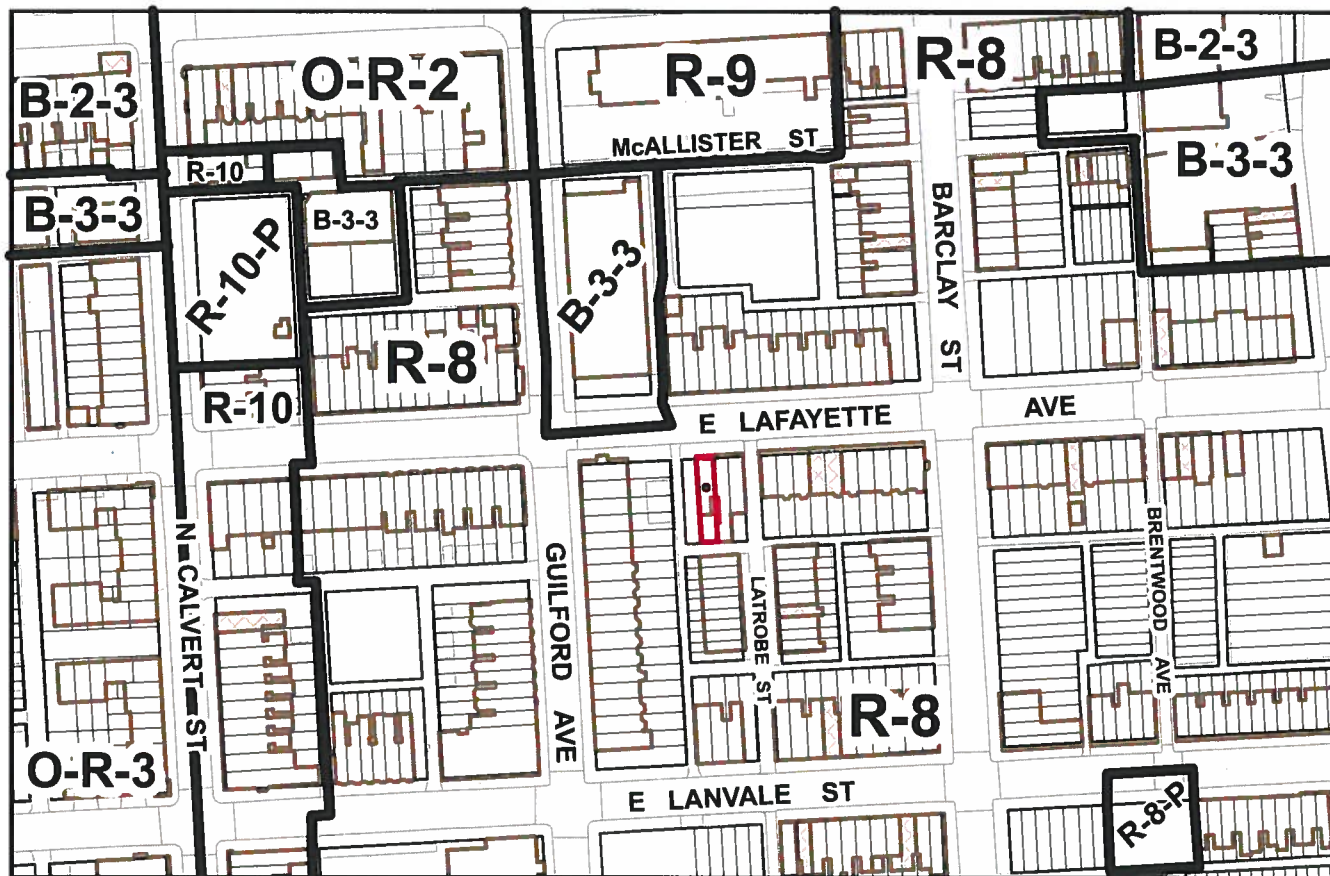 B-2-3
O-R-2
R-9
R-8
B-2-3
McALLISTER ST
R-10
B-3-3
B-3-3
R-10-P
B-3-3
B-3-3
BARCLAY ST
R-8
R-10
E LAFAYETTE AVE
N CALVERT ST
GUILFORD AVE
LATROBE ST
BRENTWOOD AVE
R-8
O-R-3
E LANVALE ST
R-8-P